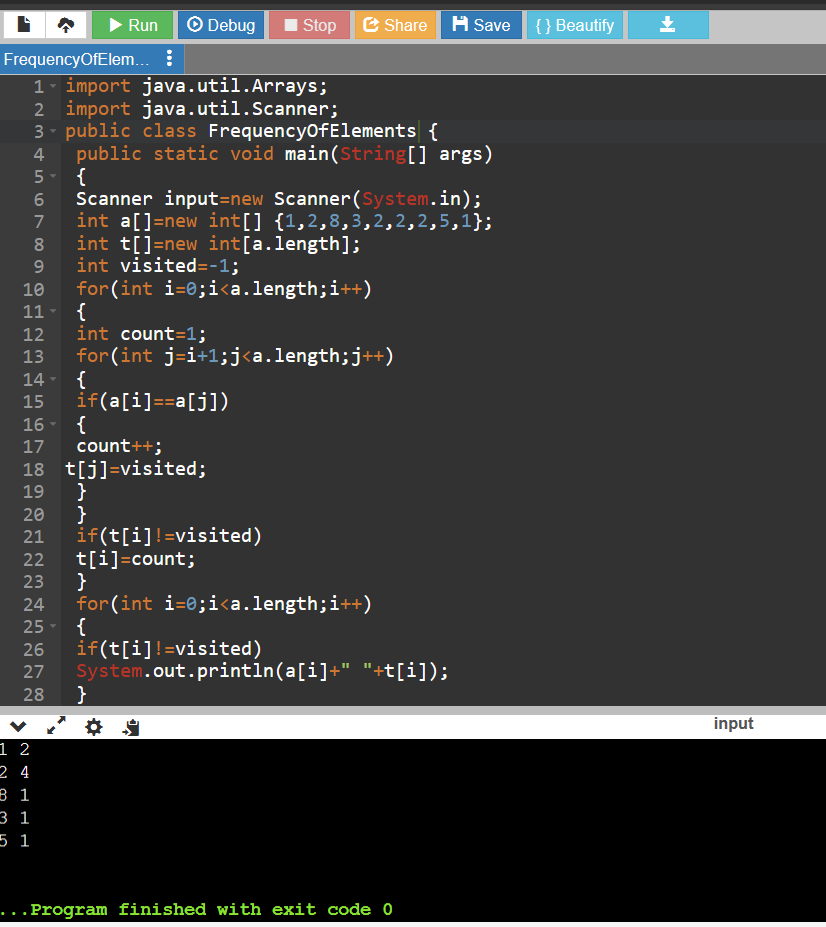 Run Debug Stop Share Save { } Beautify
FrequencyOfElem...
1 import java.util.Arrays;
2 import java.util.Scanner;
3 public class FrequencyOfElements {
4 public static void main(String[] args)
5 {
6 Scanner input=new Scanner(System.in);
7 int a[]=new int[] {1,2,8,3,2,2,2,5,1};
8 int t[]=new int[a.length];
9 int visited=-1;
10 for(int i=0;i<a.length;i++)
11 {
12 int count=1;
13 for(int j=i+1;j<a.length;j++)
14 {
15 if(a[i]==a[j])
16 {
17 count++;
18 t[j]=visited;
19 }
20 }
21 if(t[i]!=visited)
22 t[i]=count;
23 }
24 for(int i=0;i<a.length;i++)
25 {
26 if(t[i]!=visited)
27 System.out.println(a[i]+" "+t[i]);
28 }
input
1 2
2 4
8 1
3 1
5 1
...Program finished with exit code 0